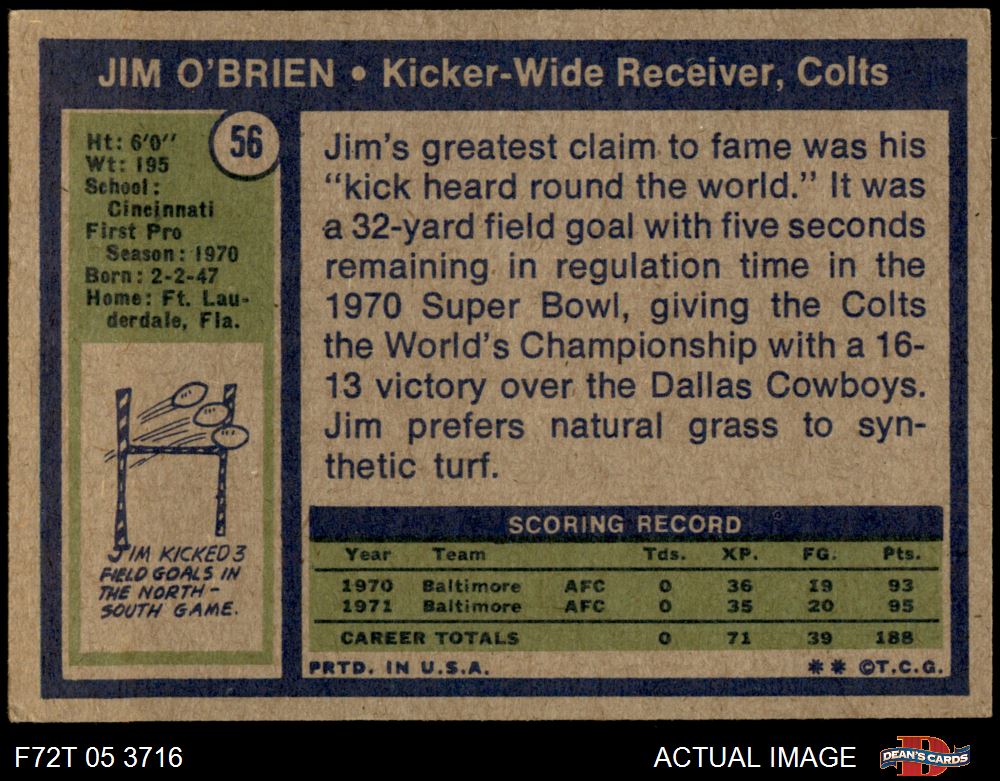 JIM O'BRIEN • Kicker-Wide Receiver, Colts
56
Ht: 6'0''
Wt: 195
School:
Cincinnati
First Pro
Season: 1970
Born: 2-2-47
Home: Ft. Lau-
derdale, Fla.
JIM KICKED 3
FIELD GOALS IN
THE NORTH-
SOUTH GAME.
Jim's greatest claim to fame was his
“kick heard round the world.” It was
a 32-yard field goal with five seconds
remaining in regulation time in the
1970 Super Bowl, giving the Colts
the World's Championship with a 16-
13 victory over the Dallas Cowboys.
Jim prefers natural grass to syn-
thetic turf.
SCORING RECORD
Year Team Tds. XP. FG. Pts.
1970 Baltimore AFC 0 36 19 93
1971 Baltimore AFC 0 35 20 95
CAREER TOTALS 0 71 39 188
PRTD. IN U.S.A. ** ©T.C.G.
F72T 05 3716 ACTUAL IMAGE DEAN'S CARDS